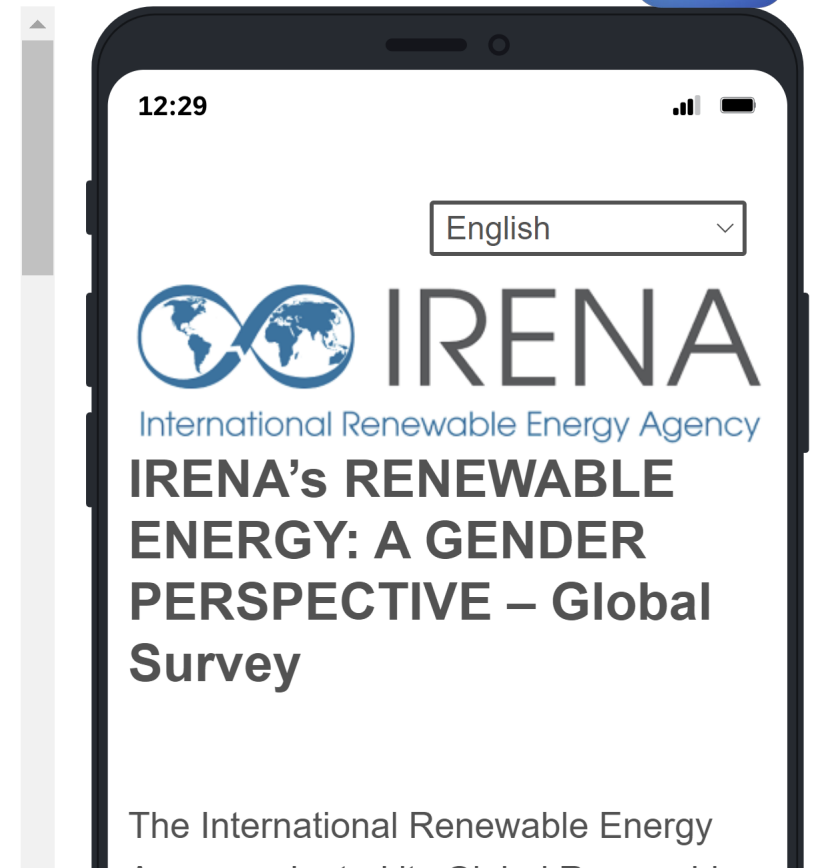 12:29
English
IRENA
International Renewable Energy Agency
IRENA’s RENEWABLE
ENERGY: A GENDER
PERSPECTIVE – Global
Survey
The International Renewable Energy